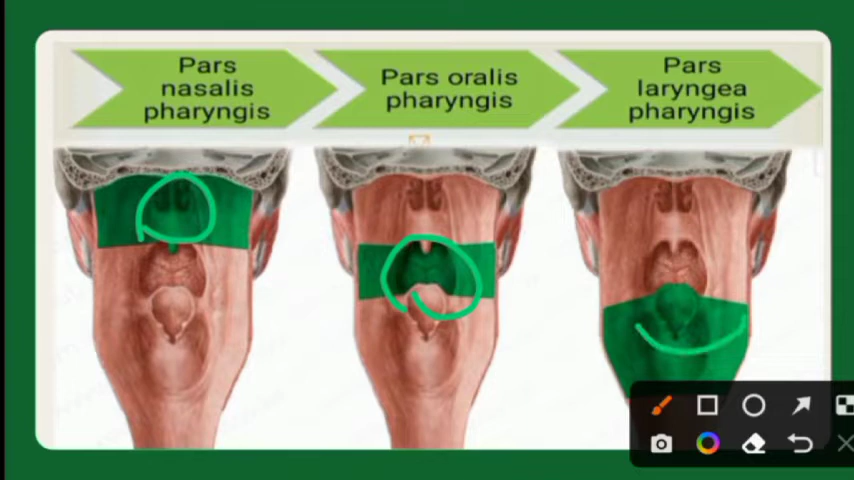 Pars
nasalis
pharyngis
Pars oralis
pharyngis
Pars
laryngea
pharyngis